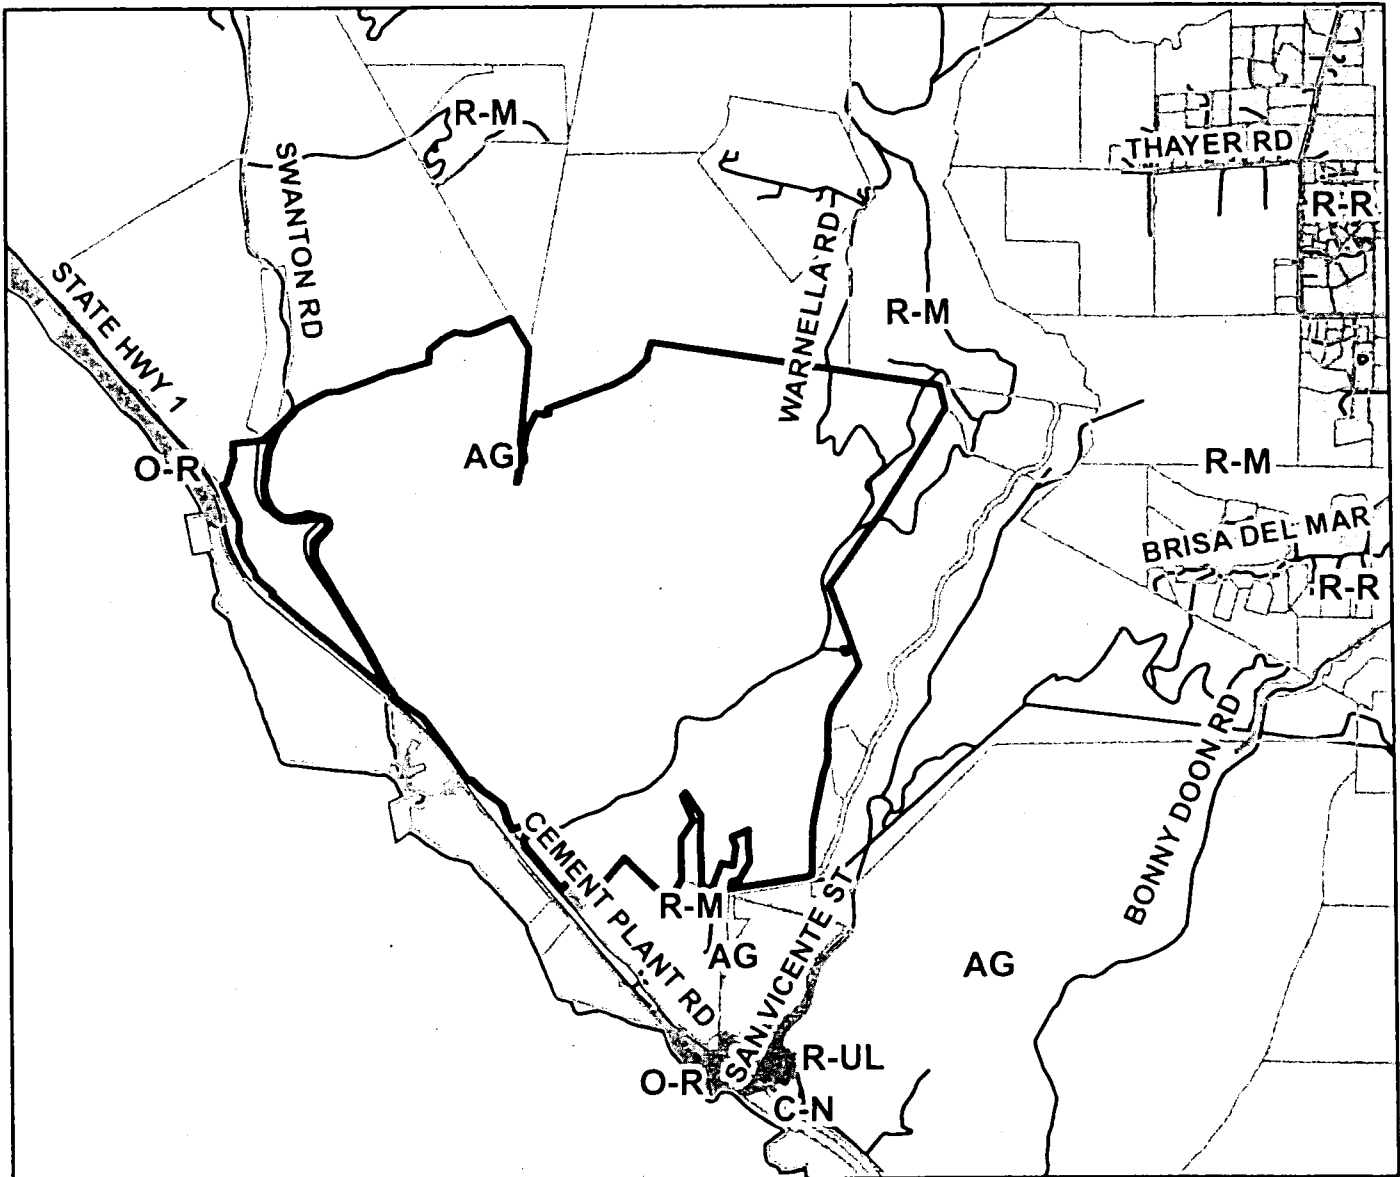 R-M
THAYER RD
SWANTON RD
R-R
WARNELLA RD
STATE HWY 1
R-M
AG
O-R
R-M
BRISA DEL MAR
R-R
BONNY DOON RD
CEMENT PLANT RD
R-M
SAN VICENTE ST
AG
AG
R-UL
O-R
C-N